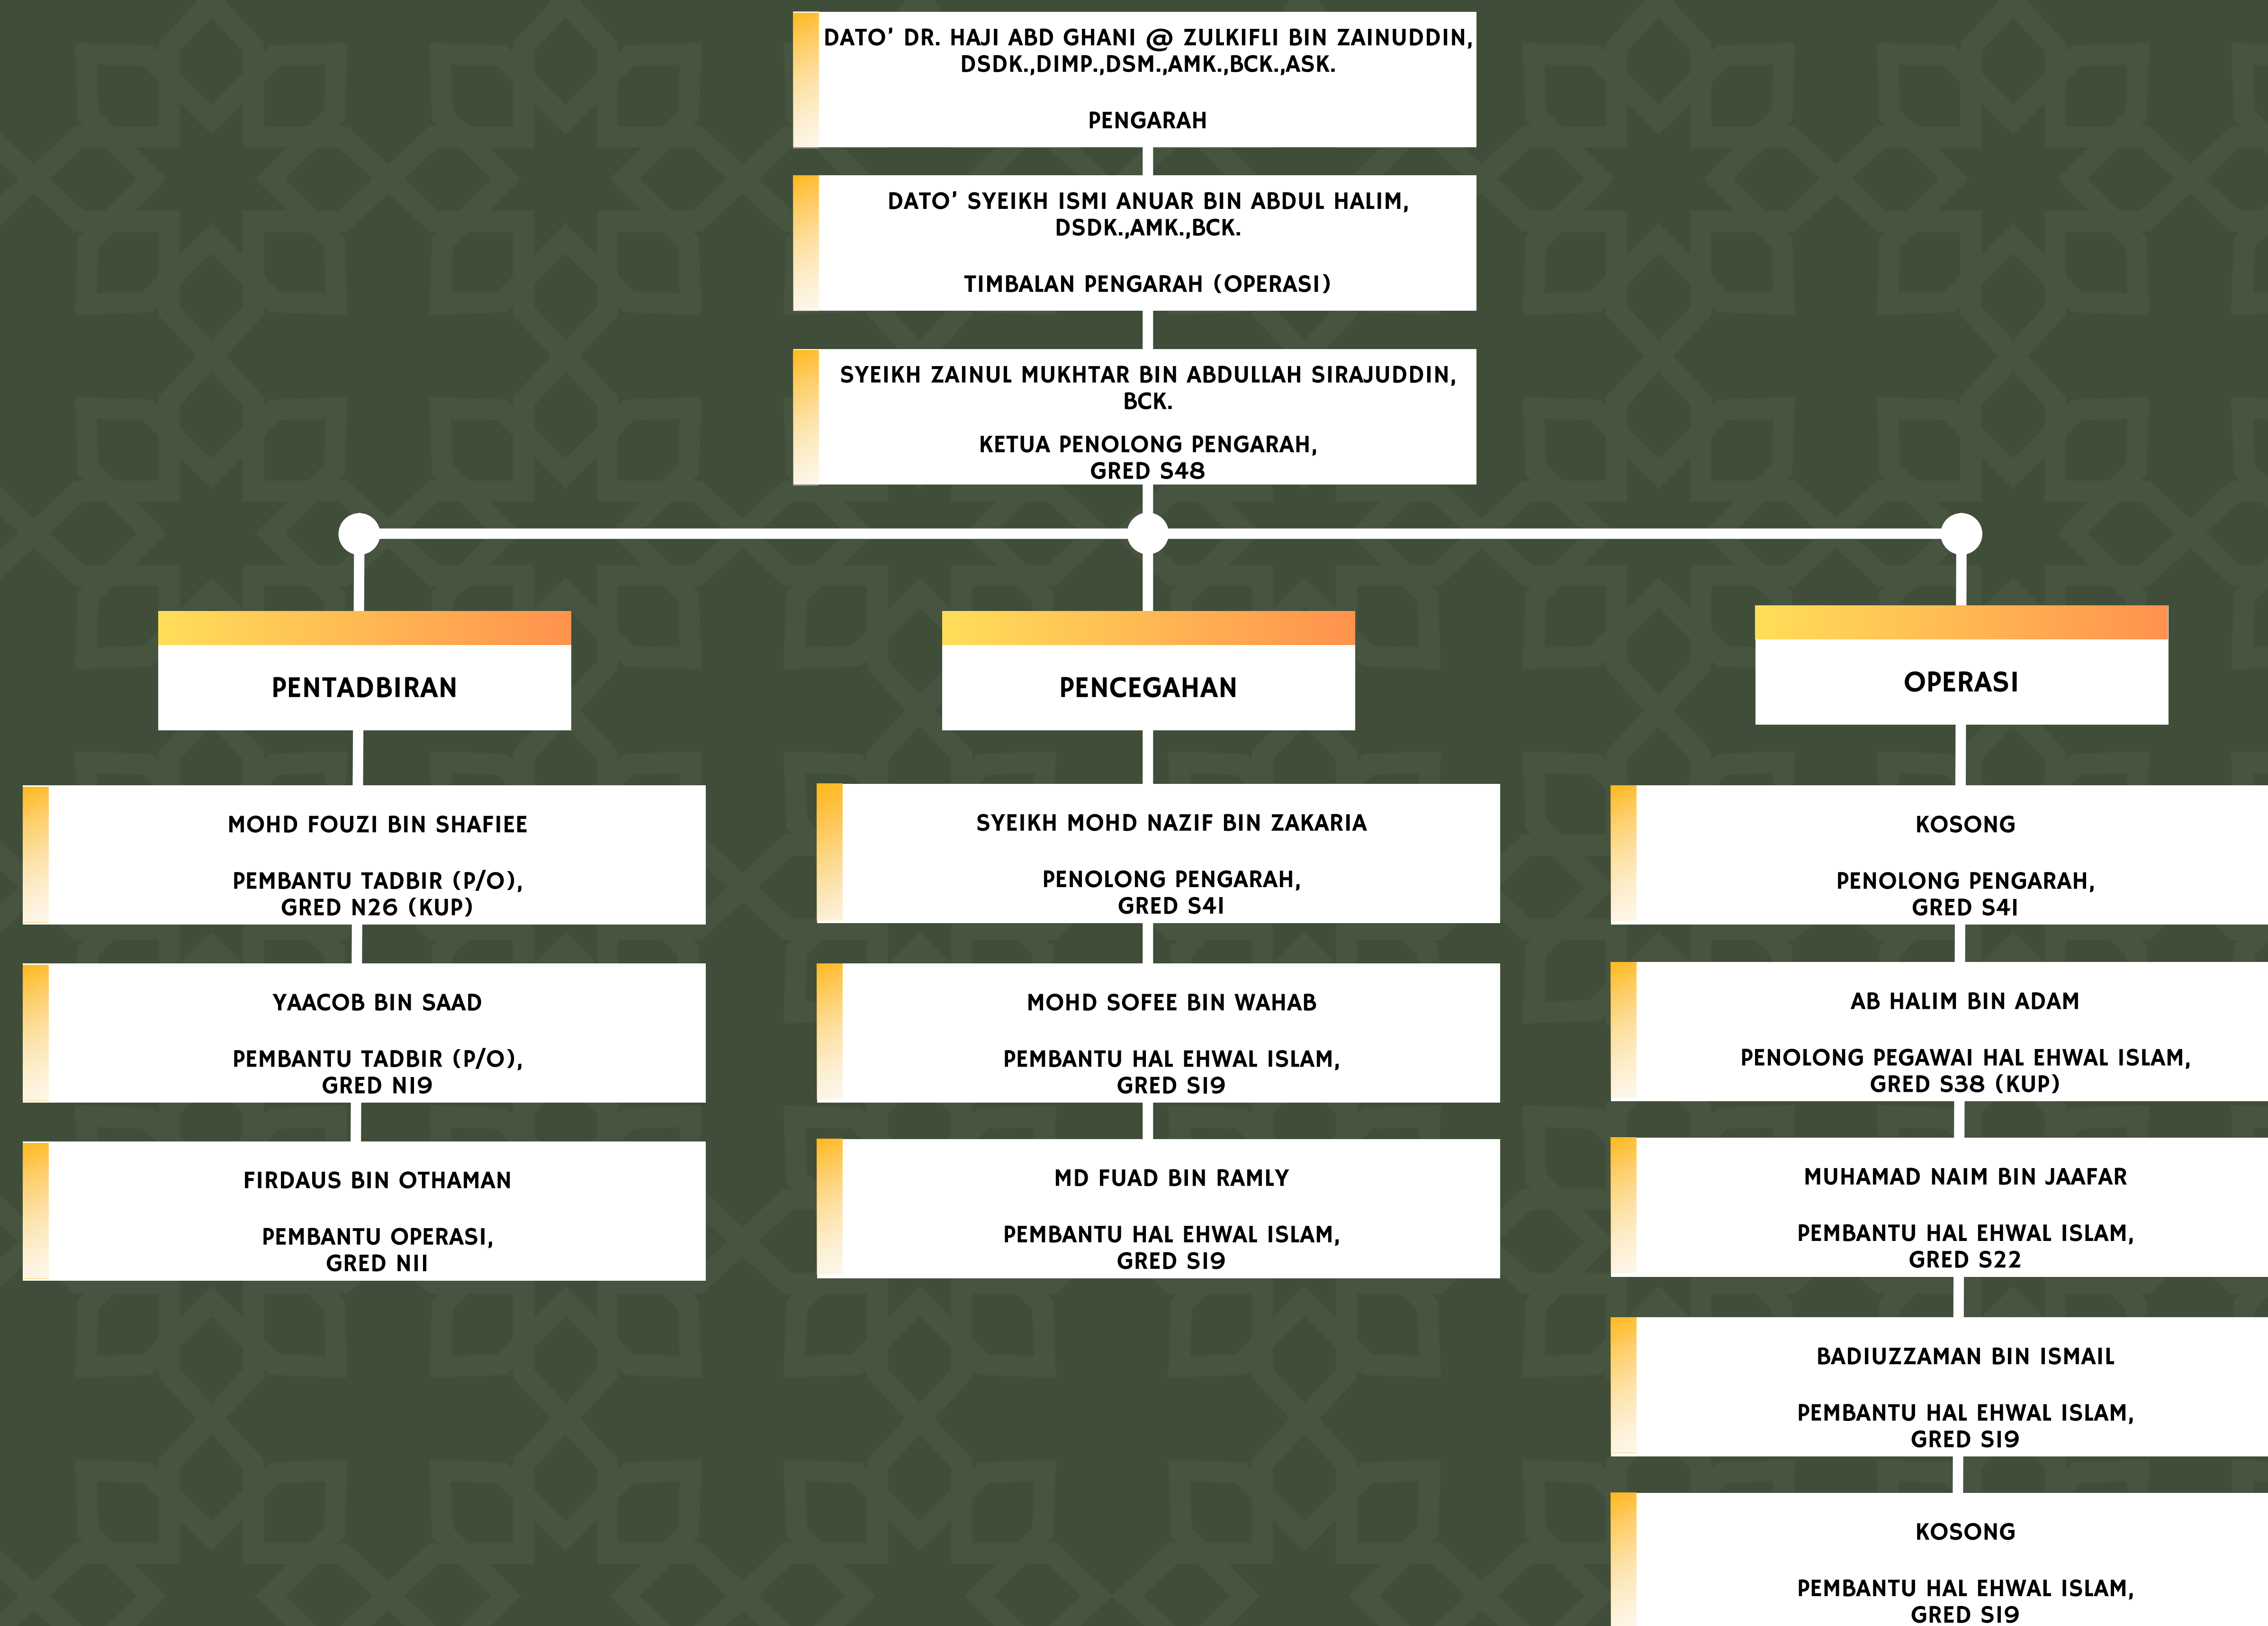 DATO' DR. HAJI ABD GHANI @ ZULKIFLI BIN ZAINUDDIN,
DSDK.,DIMP.,DSM.,AMK.,BCK.,ASK.
PENGARAH
DATO' SYEIKH ISMI ANUAR BIN ABDUL HALIM,
DSDK.,AMK.,BCK.
TIMBALAN PENGARAH (OPERASI)
SYEIKH ZAINUL MUKHTAR BIN ABDULLAH SIRAJUDDIN,
BCK.
KETUA PENOLONG PENGARAH,
GRED S48
PENTADBIRAN
MOHD FOUZI BIN SHAFIEE
PEMBANTU TADBIR (P/O),
GRED N26 (KUP)
YAACOB BIN SAAD
PEMBANTU TADBIR (P/O),
GRED N19
FIRDAUS BIN OTHAMAN
PEMBANTU OPERASI,
GRED N11
PENCEGAHAN
SYEIKH MOHD NAZIF BIN ZAKARIA
PENOLONG PENGARAH,
GRED S41
MOHD SOFEE BIN WAHAB
PEMBANTU HAL EHWAL ISLAM,
GRED S19
MD FUAD BIN RAMLY
PEMBANTU HAL EHWAL ISLAM,
GRED S19
OPERASI
KOSONG
PENOLONG PENGARAH,
GRED S41
AB HALIM BIN ADAM
PENOLONG PEGAWAI HAL EHWAL ISLAM,
GRED S38 (KUP)
MUHAMAD NAIM BIN JAAFAR
PEMBANTU HAL EHWAL ISLAM,
GRED S22
BADIUZZAMAN BIN ISMAIL
PEMBANTU HAL EHWAL ISLAM,
GRED S19
KOSONG
PEMBANTU HAL EHWAL ISLAM,
GRED S19